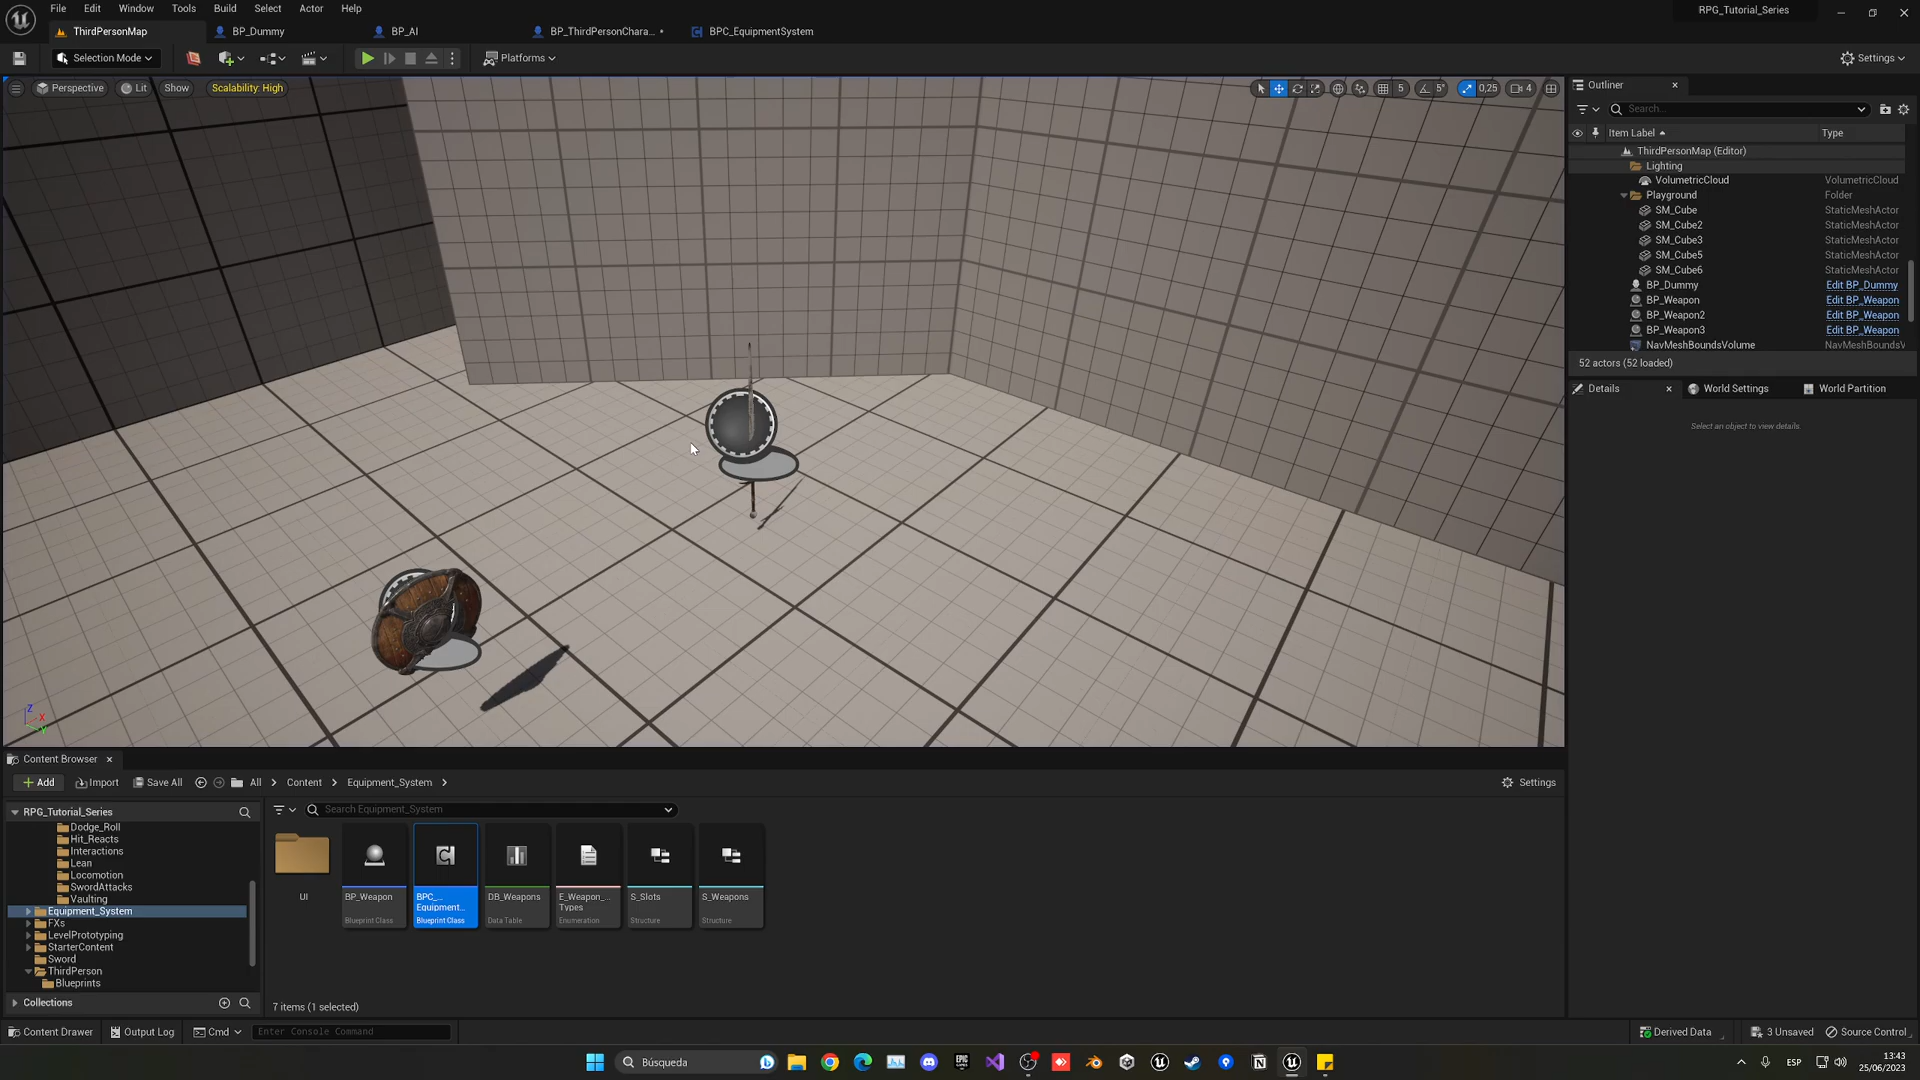 File Edit Window Tools Build Select Actor Help
RPG_Tutorial_Series
ThirdPersonMap
BP_Dummy
BP_AI
BP_ThirdPersonChara... •
BPC_EquipmentSystem
Selection Mode
Platforms
Settings
Perspective
Lit
Show
Scalability: High
5
5°
0,25
4
Outliner
Search...
Item Label
Type
ThirdPersonMap (Editor)
Lighting
VolumetricCloud VolumetricCloud
Playground Folder
SM_Cube StaticMeshActor
SM_Cube2 StaticMeshActor
SM_Cube3 StaticMeshActor
SM_Cube5 StaticMeshActor
SM_Cube6 StaticMeshActor
BP_Dummy Edit BP_Dummy
BP_Weapon Edit BP_Weapon
BP_Weapon2 Edit BP_Weapon
BP_Weapon3 Edit BP_Weapon
NavMeshBoundsVolume NavMeshBoundsV
52 actors (52 loaded)
Details
World Settings
World Partition
Select an object to view details.
Z
X
Y
Content Browser
Add
Import
Save All
All > Content > Equipment_System >
Settings
RPG_Tutorial_Series
Search Equipment_System
Dodge_Roll
Hit_Reacts
Interactions
Lean
Locomotion
SwordAttacks
Vaulting
Equipment_System
FXs
LevelPrototyping
StarterContent
Sword
ThirdPerson
Blueprints
Collections
UI
BP_Weapon
Blueprint Class
BPC_...
Equipment...
Blueprint Class
DB_Weapons
Data Table
E_Weapon_...
Types
Enumeration
S_Slots
Structure
S_Weapons
Structure
7 items (1 selected)
Content Drawer
Output Log
Cmd
Enter Console Command
Derived Data
3 Unsaved
Source Control
Búsqueda
ESP
13:43
25/06/2023